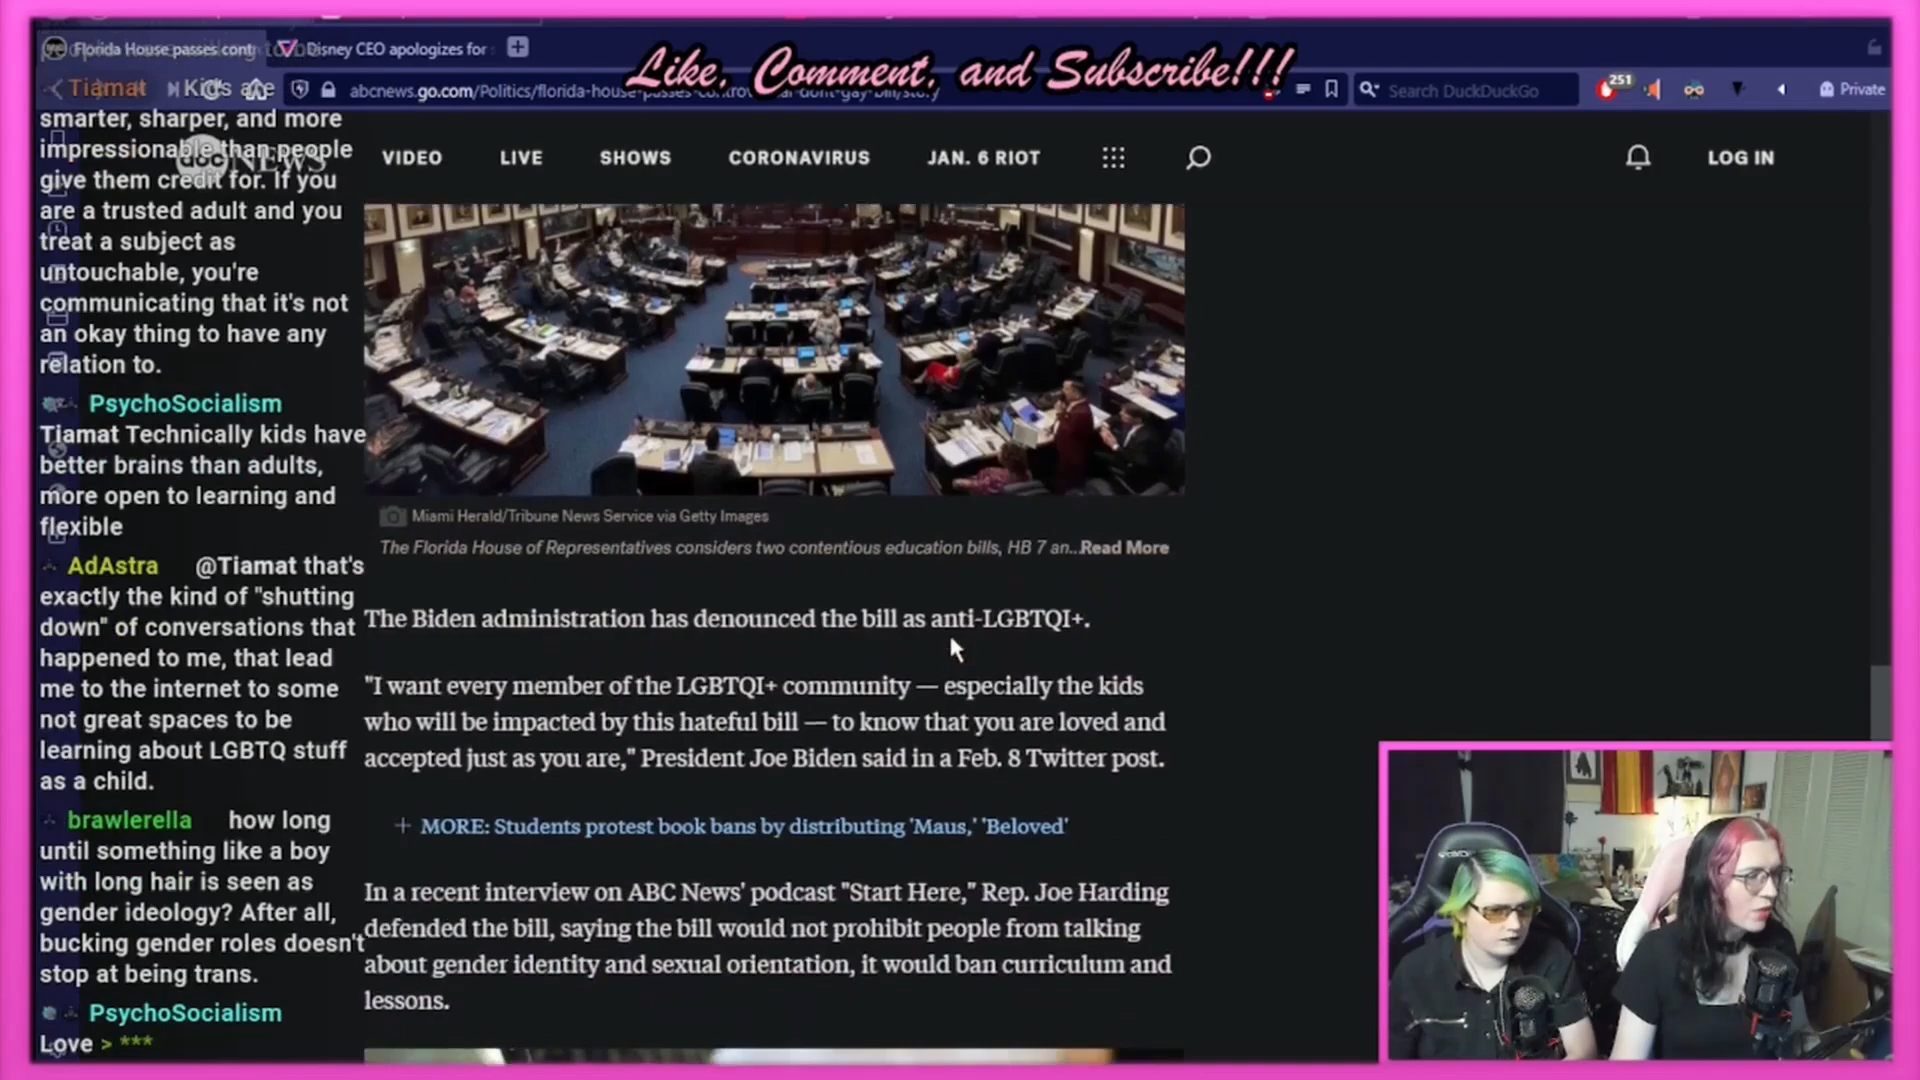 Florida House passes cont
Disney CEO apologizes for
Like, Comment, and Subscribe!!!
Tiamat Kids are
abcnews.go.com/Politics/florida-house-passes-controv
Search DuckDuckGo
251
Private
smarter, sharper, and more
impressionable than people
give them credit for. If you
are a trusted adult and you
treat a subject as
untouchable, you're
communicating that it's not
an okay thing to have any
relation to.
abc NEWS
VIDEO
LIVE
SHOWS
CORONAVIRUS
JAN. 6 RIOT
LOG IN
PsychoSocialism
Tiamat Technically kids have
better brains than adults,
more open to learning and
flexible
AdAstra @Tiamat that's
exactly the kind of "shutting
down" of conversations that
happened to me, that lead
me to the internet to some
not great spaces to be
learning about LGBTQ stuff
as a child.
brawlerella how long
until something like a boy
with long hair is seen as
gender ideology? After all,
bucking gender roles doesn't
stop at being trans.
PsychoSocialism
Love > ***
Miami Herald/Tribune News Service via Getty Images
The Florida House of Representatives considers two contentious education bills, HB 7 an...Read More
The Biden administration has denounced the bill as anti-LGBTQI+.
"I want every member of the LGBTQI+ community — especially the kids
who will be impacted by this hateful bill — to know that you are loved and
accepted just as you are," President Joe Biden said in a Feb. 8 Twitter post.
+ MORE: Students protest book bans by distributing 'Maus,' 'Beloved'
In a recent interview on ABC News' podcast "Start Here," Rep. Joe Harding
defended the bill, saying the bill would not prohibit people from talking
about gender identity and sexual orientation, it would ban curriculum and
lessons.